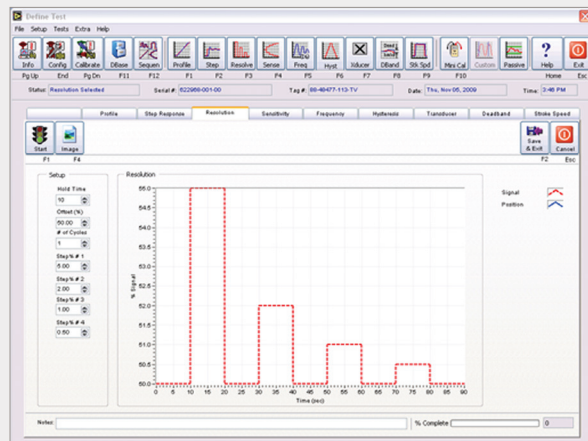 Define Test
File Setup Tests Extra Help
Info Config Calibrate DBase Sequen Profile Step Resolve Sense Freq Hyst Xducer DBand Stk Spd Mini Cal Custom Passive Help Exit
Pg Up End Pg Dn F11 F12 F1 F2 F3 F4 F5 F6 F7 F8 F9 F10 Home Esc
Status: Resolution Selected Serial #: 622968-001-00 Tag #: 89-48477-113-TV Date: Thu, Nov 05, 2009 Time: 2:46 PM
Profile Step Response Resolution Sensitivity Frequency Hysteresis Transducer Deadband Stroke Speed
Start Image Save & Exit Cancel
F1 F4 F2 Esc
Setup
Hold Time
10
Offset (%)
50.00
# of Cycles
1
Step% # 1
5.00
Step% # 2
2.00
Step% # 3
1.00
Step% # 4
0.50
Resolution
55.0
54.5
54.0
53.5
53.0
52.5
52.0
51.5
51.0
50.5
50.0
% Signal
0 5 10 15 20 25 30 35 40 45 50 55 60 65 70 75 80 85 90
Time (sec)
Signal
Position
Notes: % Complete 0